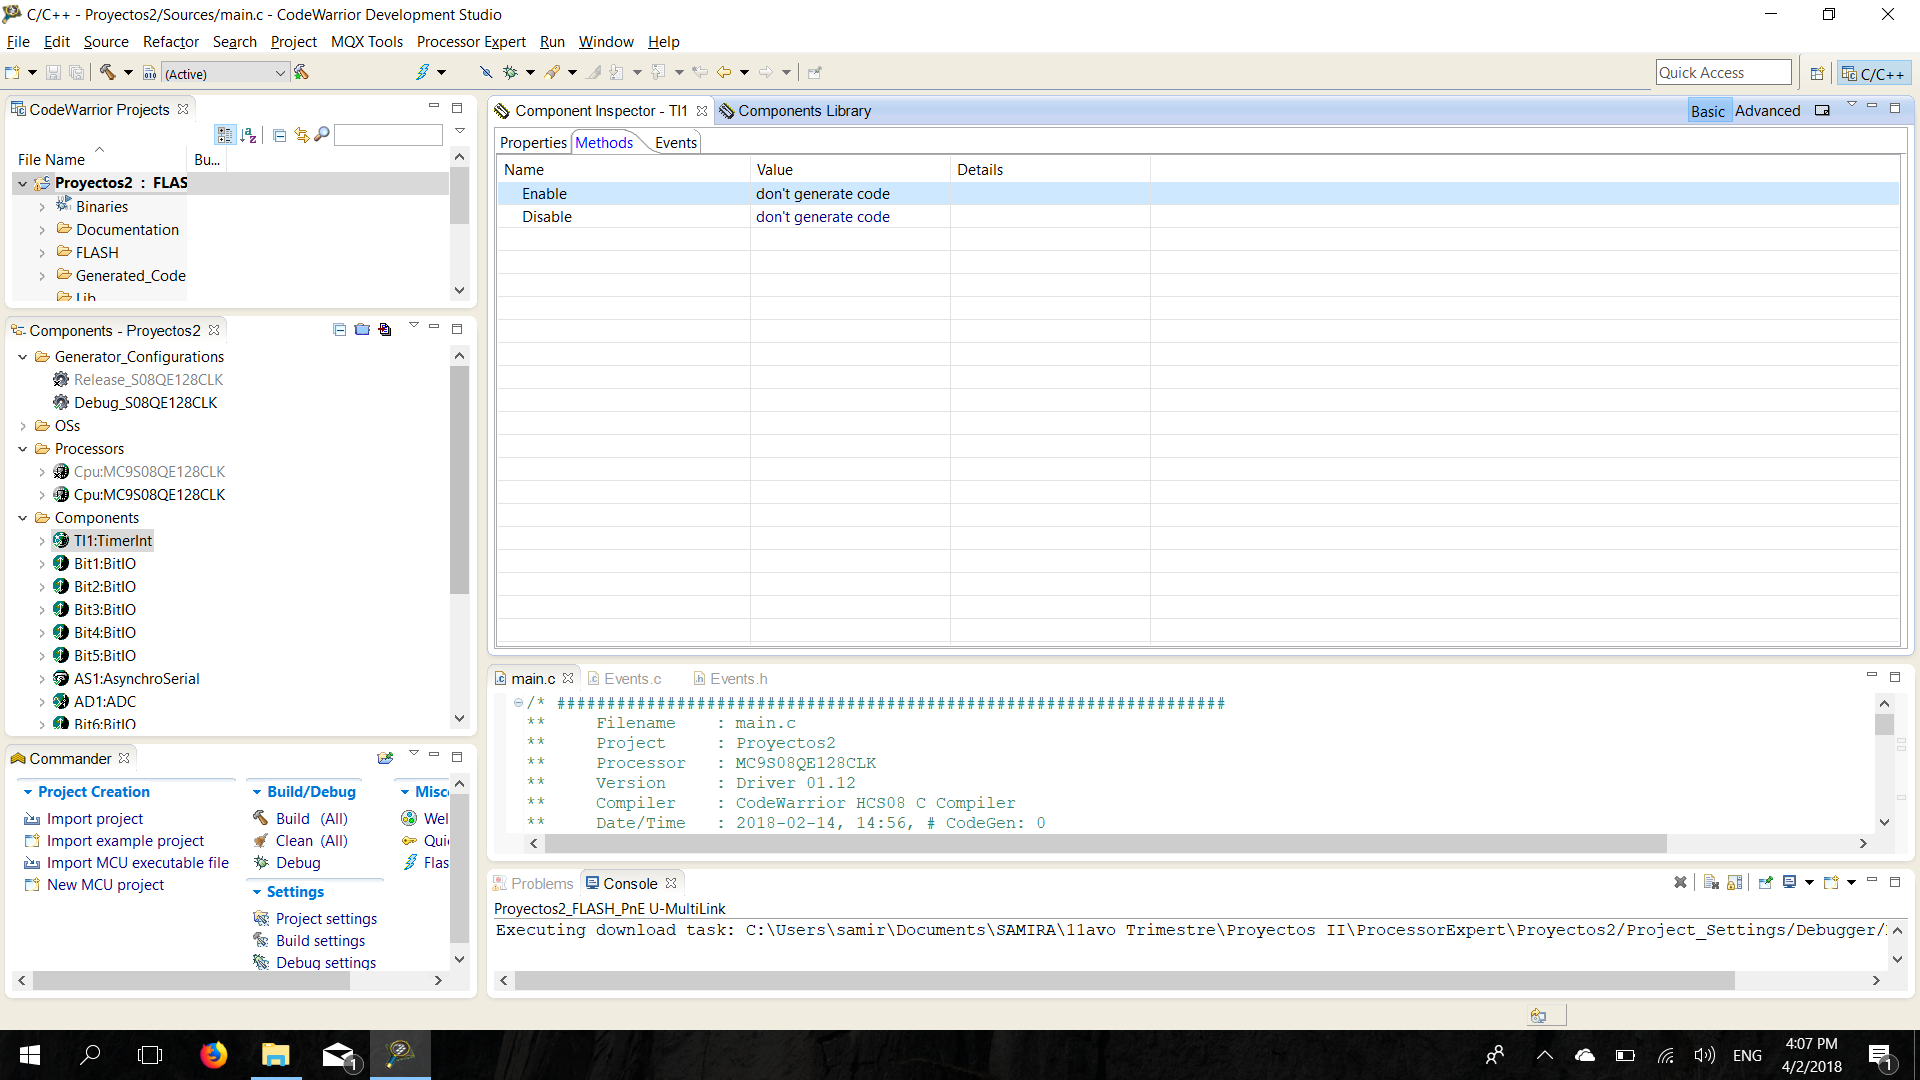 C/C++ - Proyectos2/Sources/main.c - CodeWarrior Development Studio
File Edit Source Refactor Search Project MQX Tools Processor Expert Run Window Help
(Active)
Quick Access
C/C++
CodeWarrior Projects
File Name Bu...
Proyectos2 : FLAS
Binaries
Documentation
FLASH
Generated_Code
Lib
Components - Proyectos2
Generator_Configurations
Release_S08QE128CLK
Debug_S08QE128CLK
OSs
Processors
Cpu:MC9S08QE128CLK
Cpu:MC9S08QE128CLK
Components
TI1:TimerInt
Bit1:BitIO
Bit2:BitIO
Bit3:BitIO
Bit4:BitIO
Bit5:BitIO
AS1:AsynchroSerial
AD1:ADC
Bit6:BitIO
Commander
Project Creation
Import project
Import example project
Import MCU executable file
New MCU project
Build/Debug
Build (All)
Clean (All)
Debug
Settings
Project settings
Build settings
Debug settings
Misc
Wel
Quic
Flas
Component Inspector - TI1 Components Library
Basic Advanced
Properties Methods Events
Name Value Details
Enable don't generate code
Disable don't generate code
main.c Events.c Events.h
/* ###################################################################
** Filename : main.c
** Project : Proyectos2
** Processor : MC9S08QE128CLK
** Version : Driver 01.12
** Compiler : CodeWarrior HCS08 C Compiler
** Date/Time : 2018-02-14, 14:56, # CodeGen: 0
Problems Console
Proyectos2_FLASH_PnE U-MultiLink
Executing download task: C:\Users\samir\Documents\SAMIRA\11avo Trimestre\Proyectos II\ProcessorExpert\Proyectos2/Project_Settings/Debugger/
1
ENG
4:07 PM
4/2/2018
1